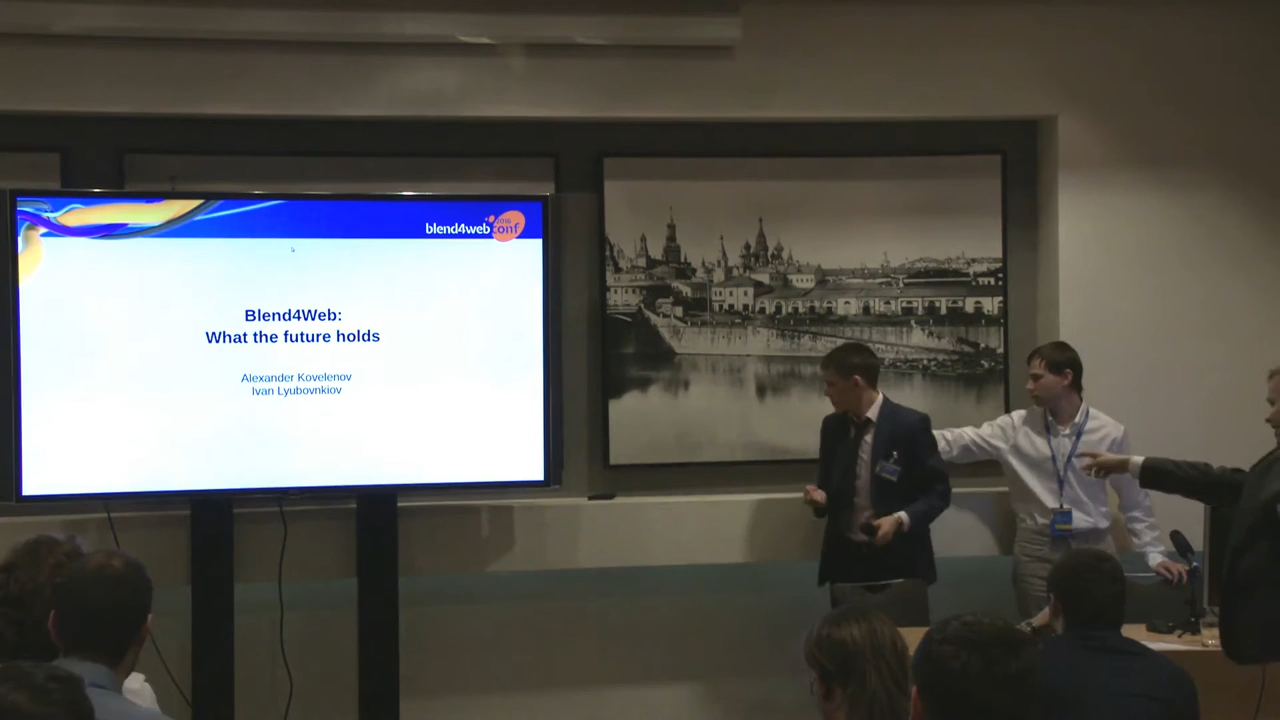 blend4web
2016
conf
Blend4Web:
What the future holds
Alexander Kovelenov
Ivan Lyubovnkiov